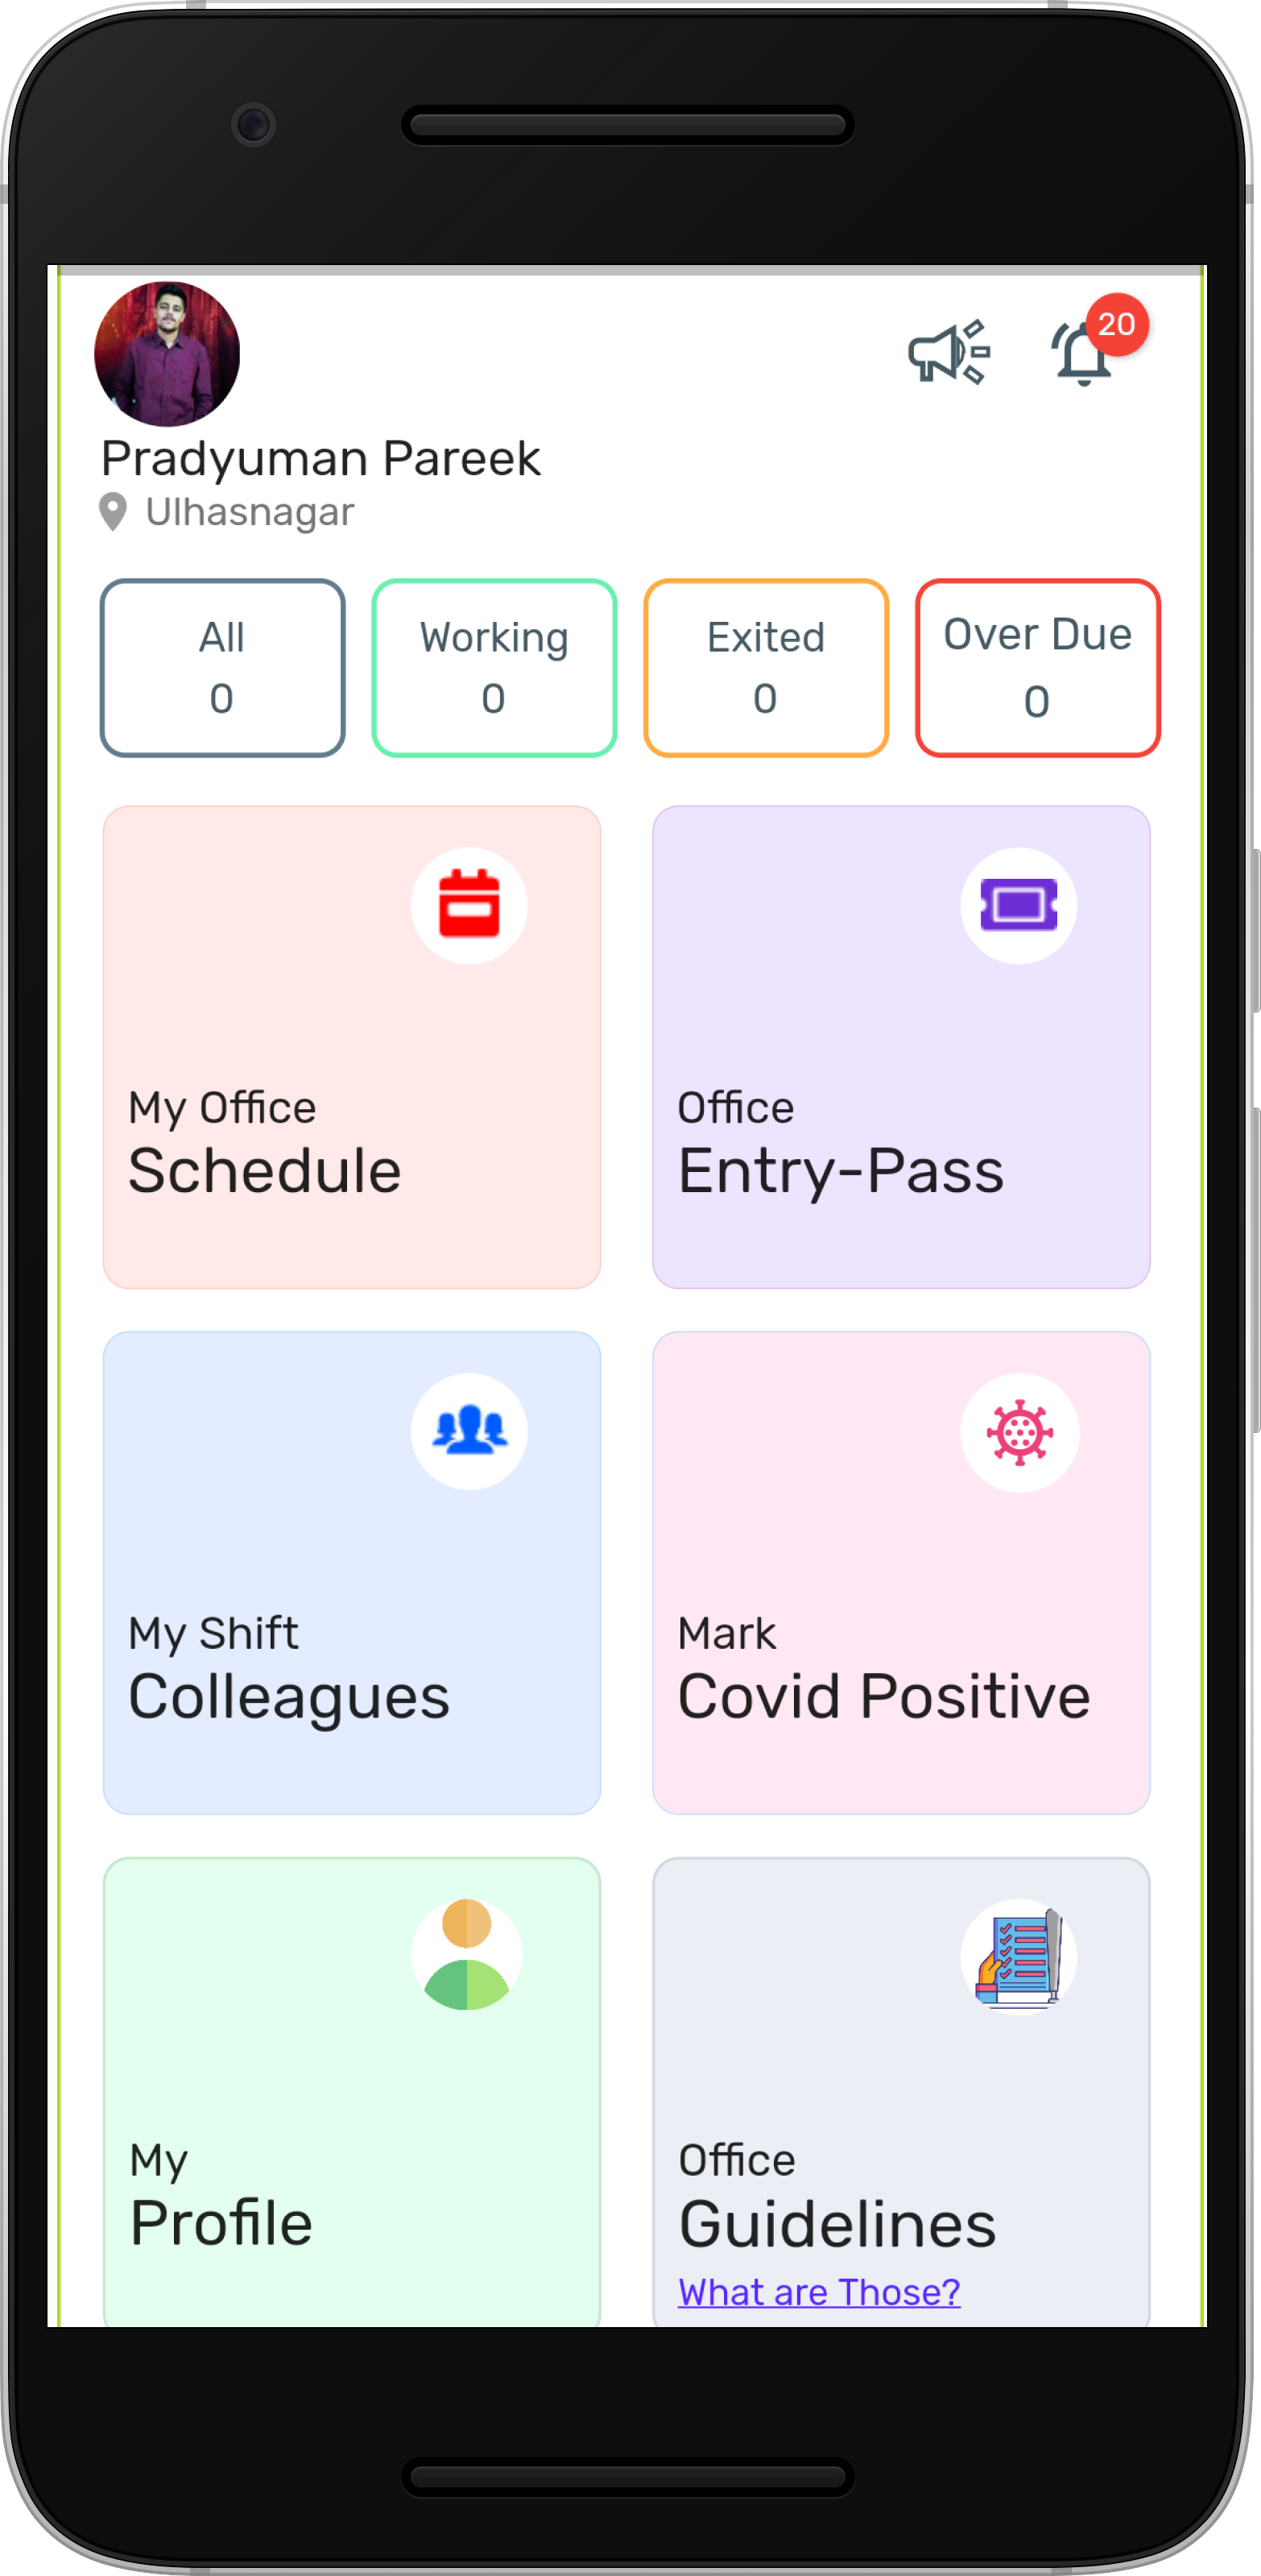 20
Pradyuman Pareek
Ulhasnagar
All
0
Working
0
Exited
0
Over Due
0
My Office
Schedule
Office
Entry-Pass
My Shift
Colleagues
Mark
Covid Positive
My
Profile
Office
Guidelines
What are Those?